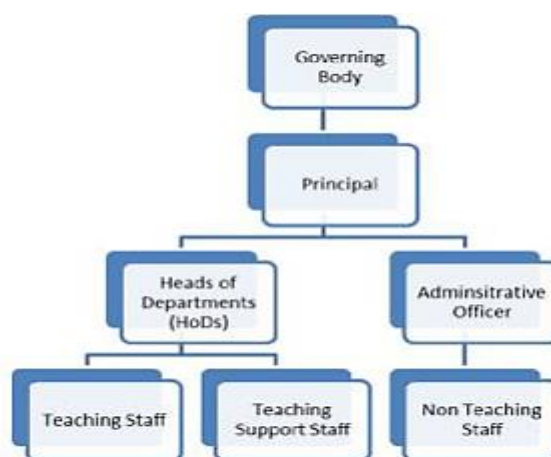 Governing
Body
Principal
Heads of
Departments
(HoDs)
Adminsitrative
Officer
Teaching Staff
Teaching
Support Staff
Non Teaching
Staff